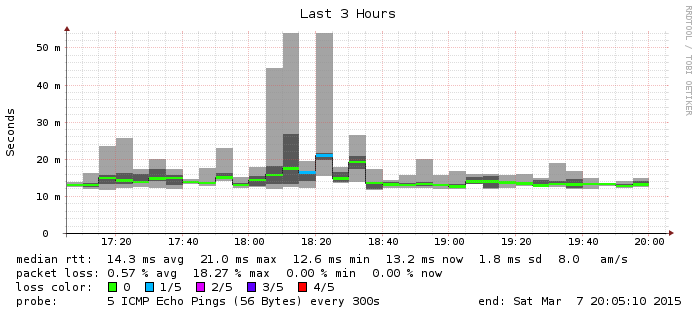 Last 3 Hours
RRDTOOL / TOBI OETIKER
Seconds
50 m
40 m
30 m
20 m
10 m
0
17:20 17:40 18:00 18:20 18:40 19:00 19:20 19:40 20:00
median rtt: 14.3 ms avg 21.0 ms max 12.6 ms min 13.2 ms now 1.8 ms sd 8.0 am/s
packet loss: 0.57 % avg 18.27 % max 0.00 % min 0.00 % now
loss color: 0 1/5 2/5 3/5 4/5
probe: 5 ICMP Echo Pings (56 Bytes) every 300s end: Sat Mar 7 20:05:10 2015